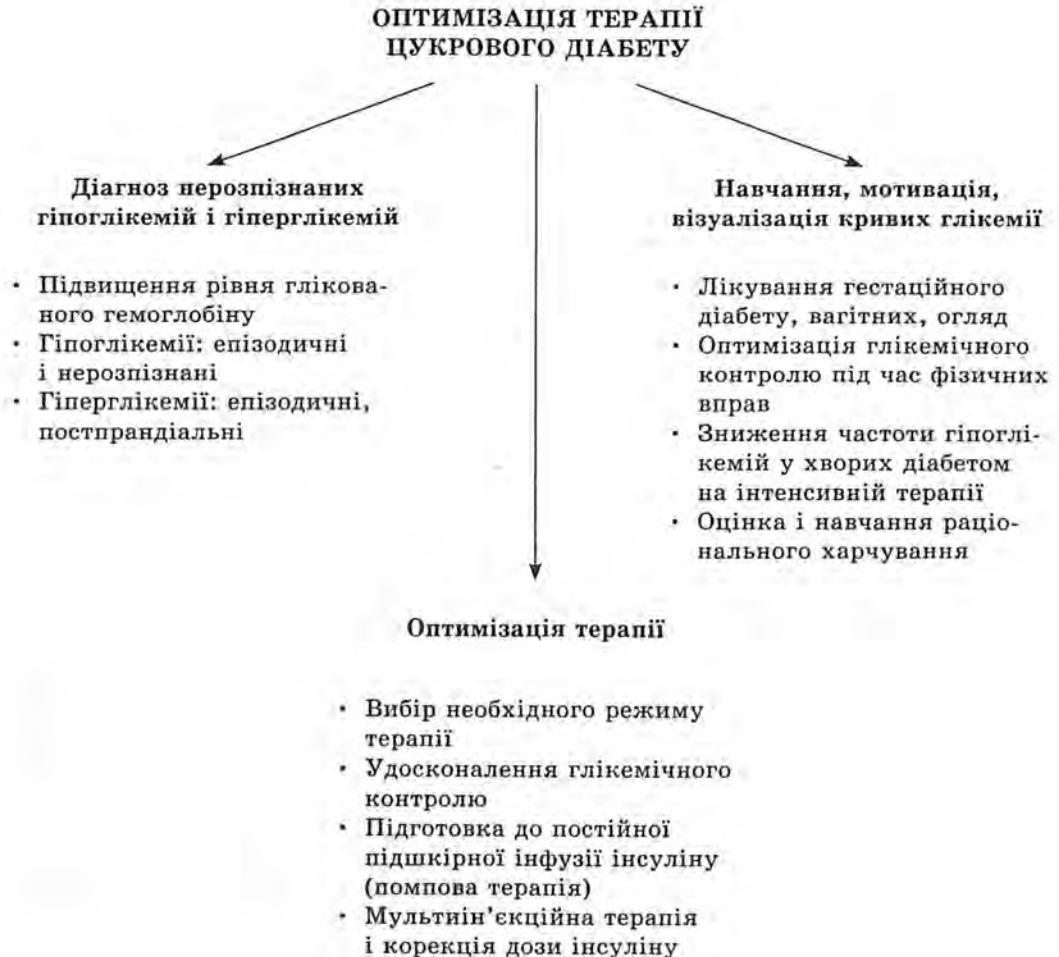 ОПТИМІЗАЦІЯ ТЕРАПІЇ
ЦУКРОВОГО ДІАБЕТУ
Діагноз нерозпізнаних
гіпоглікемій і гіперглікемій
· Підвищення рівня глікова-
ного гемоглобіну
· Гіпоглікемії: епізодичні
і нерозпізнані
· Гіперглікемії: епізодичні,
постпрандіальні
Навчання, мотивація,
візуалізація кривих глікемії
· Лікування гестаційного
діабету, вагітних, огляд
· Оптимізація глікемічного
контролю під час фізичних
вправ
· Зниження частоти гіпоглі-
кемій у хворих діабетом
на інтенсивній терапії
· Оцінка і навчання раціо-
нального харчування
Оптимізація терапії
· Вибір необхідного режиму
терапії
· Удосконалення глікемічного
контролю
· Підготовка до постійної
підшкірної інфузії інсуліну
(помпова терапія)
· Мультиін’єкційна терапія
і корекція дози інсуліну